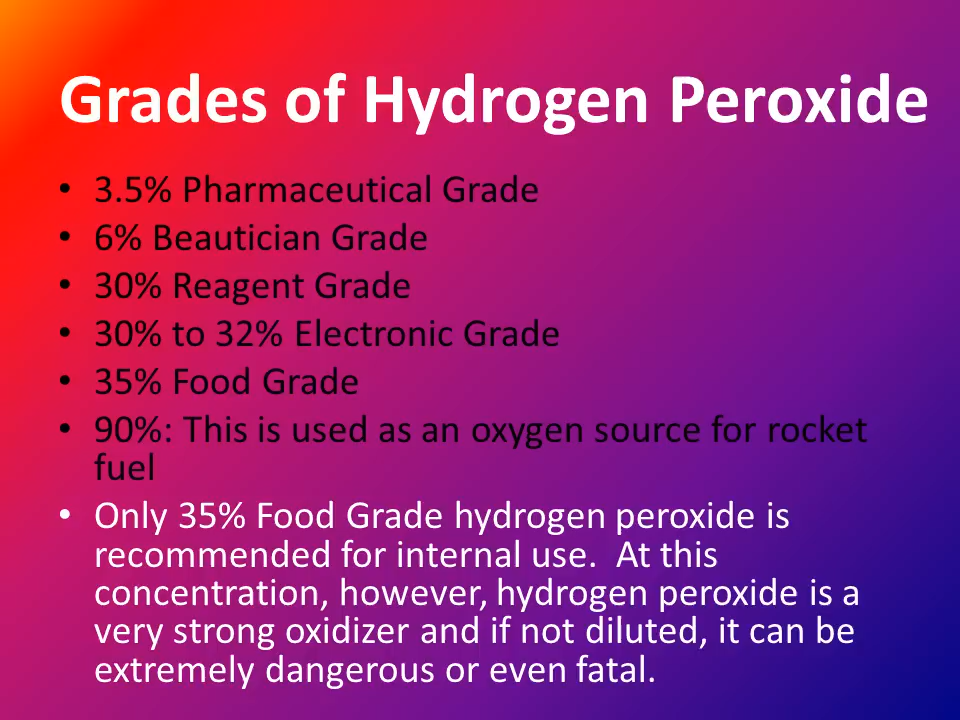 Grades of Hydrogen Peroxide
• 3.5% Pharmaceutical Grade
• 6% Beautician Grade
• 30% Reagent Grade
• 30% to 32% Electronic Grade
• 35% Food Grade
• 90%: This is used as an oxygen source for rocket
fuel
• Only 35% Food Grade hydrogen peroxide is
recommended for internal use.  At this
concentration, however, hydrogen peroxide is a
very strong oxidizer and if not diluted, it can be
extremely dangerous or even fatal.